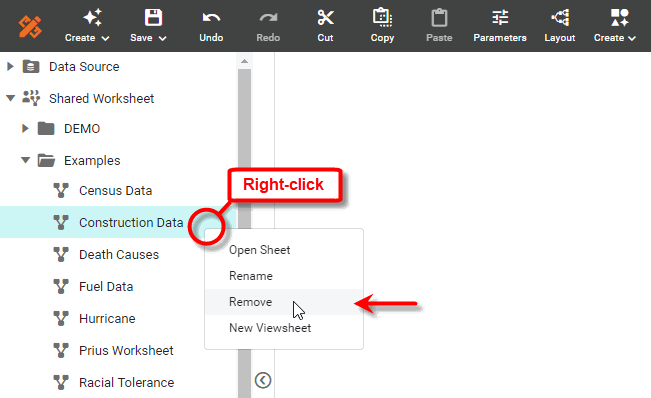 Create Save Undo Redo Cut Copy Paste Parameters Layout Create
Data Source
Shared Worksheet
DEMO
Examples
Right-click
Census Data
Construction Data
Open Sheet
Death Causes
Rename
Fuel Data
Remove
Hurricane
New Viewsheet
Prius Worksheet
Racial Tolerance